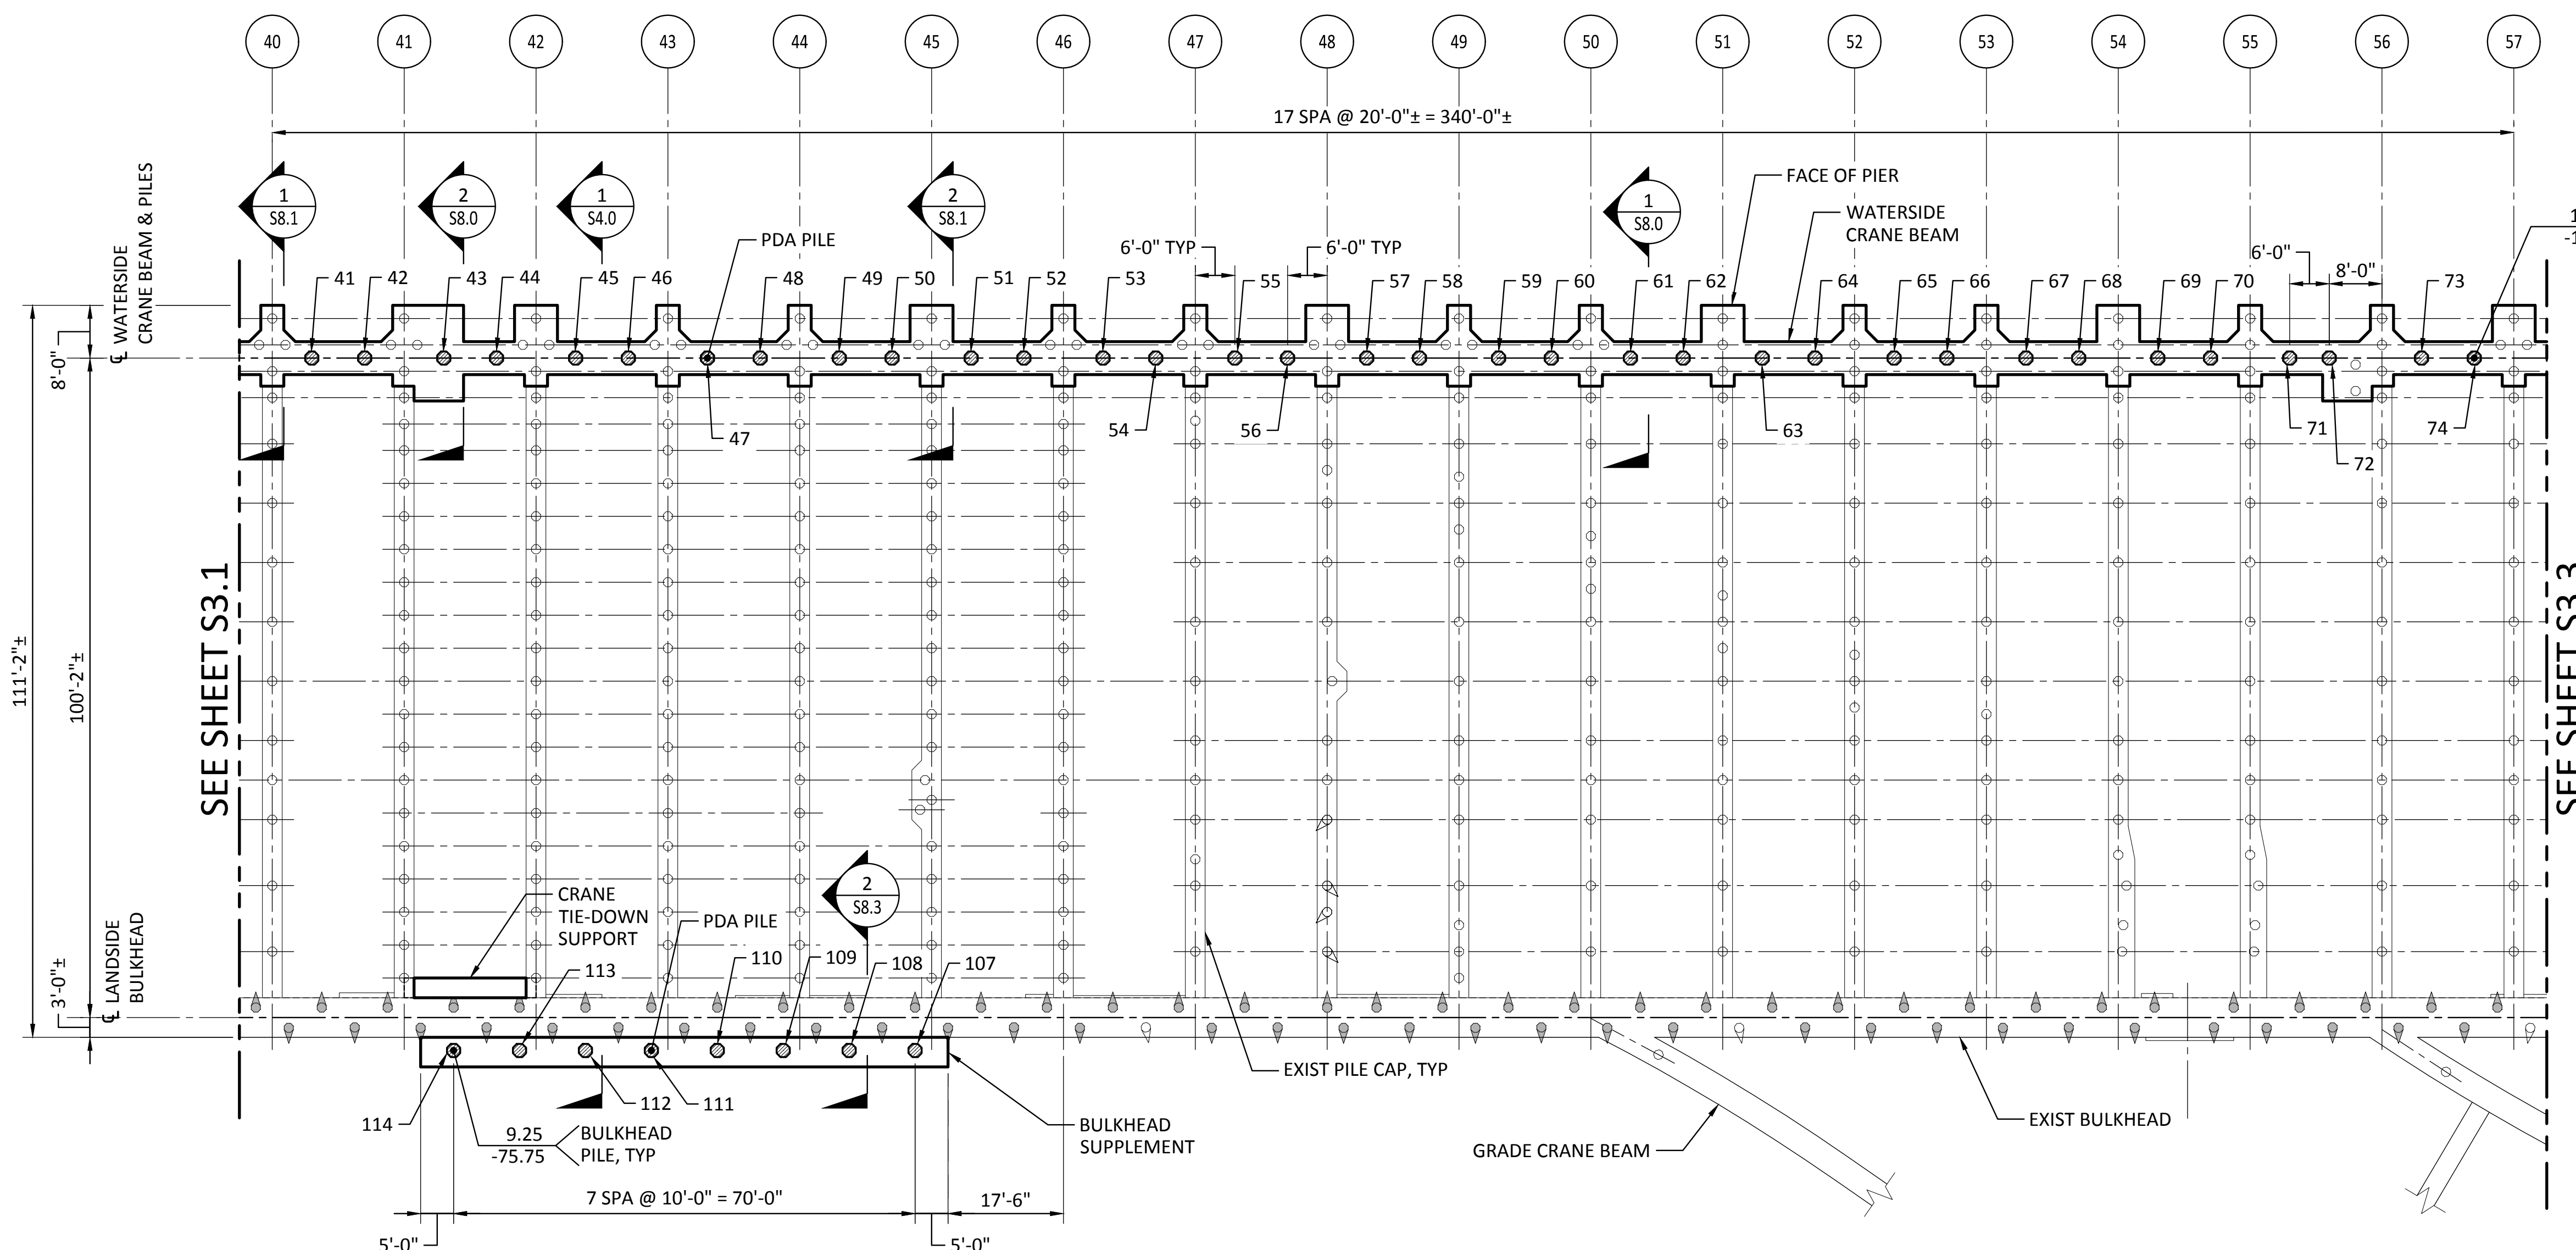 40
41
42
43
44
45
46
47
48
49
50
51
52
53
54
55
56
57
17 SPA @ 20'-0"± = 340'-0"±
1
S8.1
2
S8.0
1
S4.0
2
S8.1
1
S8.0
PDA PILE
FACE OF PIER
WATERSIDE
CRANE BEAM
6'-0" TYP
6'-0" TYP
6'-0"
8'-0"
℄ WATERSIDE
CRANE BEAM & PILES
41
42
43
44
45
46
48
49
50
51
52
53
55
57
58
59
60
61
62
64
65
66
67
68
69
70
73
47
54
56
63
71
72
74
8'-0"
111'-2"±
100'-2"±
3'-0"±
SEE SHEET S3.1
SEE SHEET S3.3
℄ LANDSIDE
BULKHEAD
CRANE
TIE-DOWN
SUPPORT
PDA PILE
2
S8.3
113
110
109
108
107
114
112
111
9.25
-75.75
BULKHEAD
PILE, TYP
BULKHEAD
SUPPLEMENT
EXIST PILE CAP, TYP
GRADE CRANE BEAM
EXIST BULKHEAD
7 SPA @ 10'-0" = 70'-0"
17'-6"
5'-0"
5'-0"